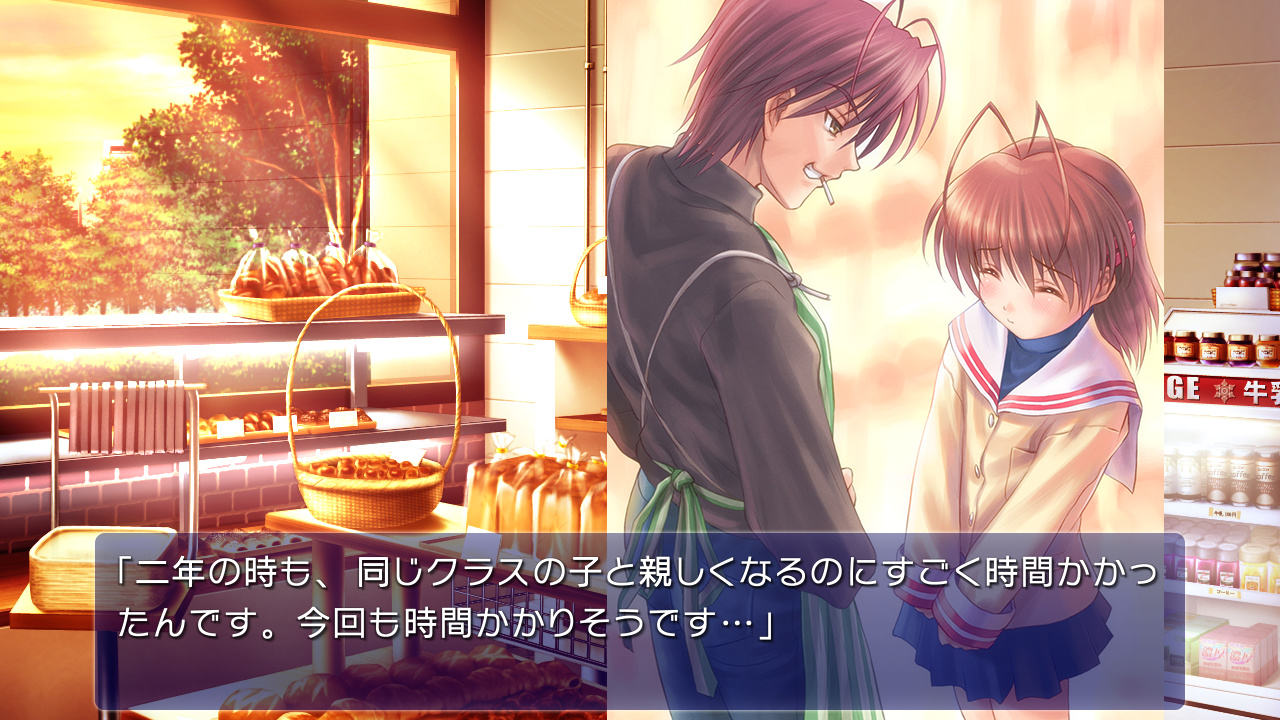 「二年の時も、同じクラスの子と親しくなるのにすごく時間かかっ
たんです。今回も時間かかりそうです…」
GE 牛乳